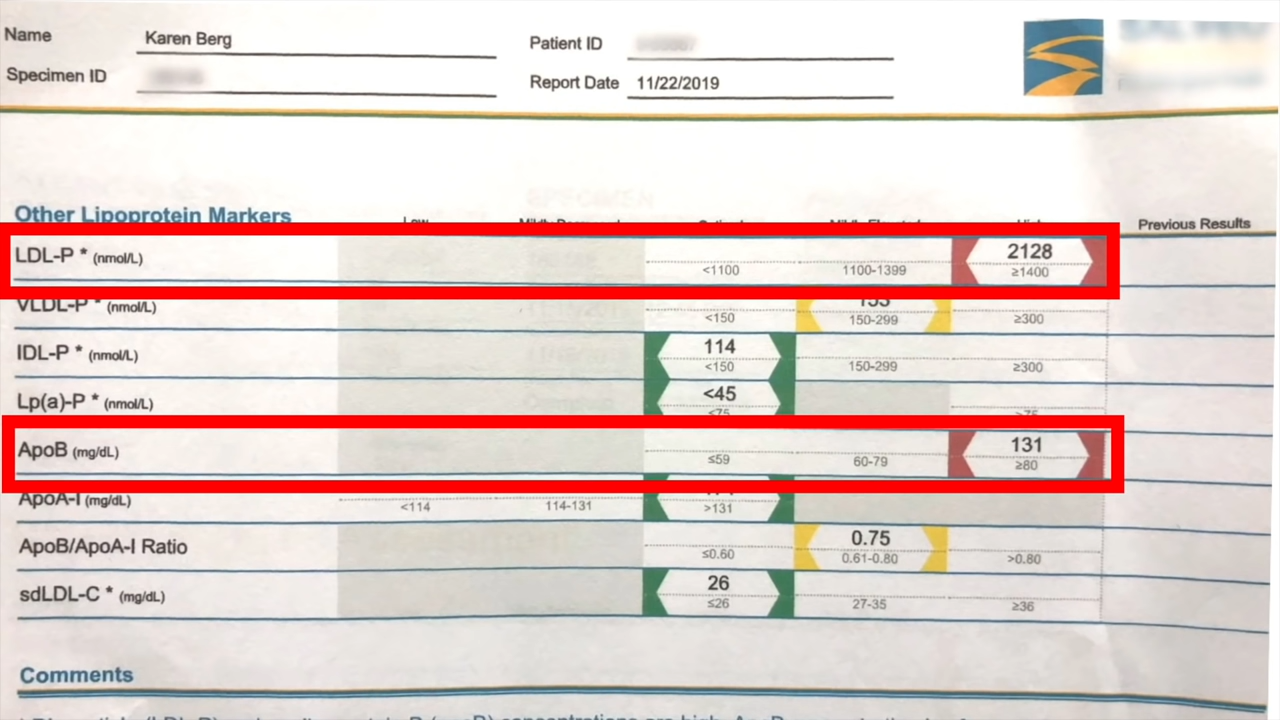 Name Karen Berg Patient ID
Specimen ID Report Date 11/22/2019
Other Lipoprotein Markers Previous Results
LDL-P * (nmol/L) <1100 1100-1399 2128 ≥1400
VLDL-P * (nmol/L) <150 150-299 ≥300
IDL-P * (nmol/L) 114 <150 150-299 ≥300
Lp(a)-P * (nmol/L) <45
ApoB (mg/dL) ≤59 60-79 131 ≥80
ApoA-I (mg/dL) <114 114-131 >131
ApoB/ApoA-I Ratio ≤0.60 0.75 0.61-0.80 >0.80
sdLDL-C * (mg/dL) 26 ≤26 27-35 ≥36
Comments